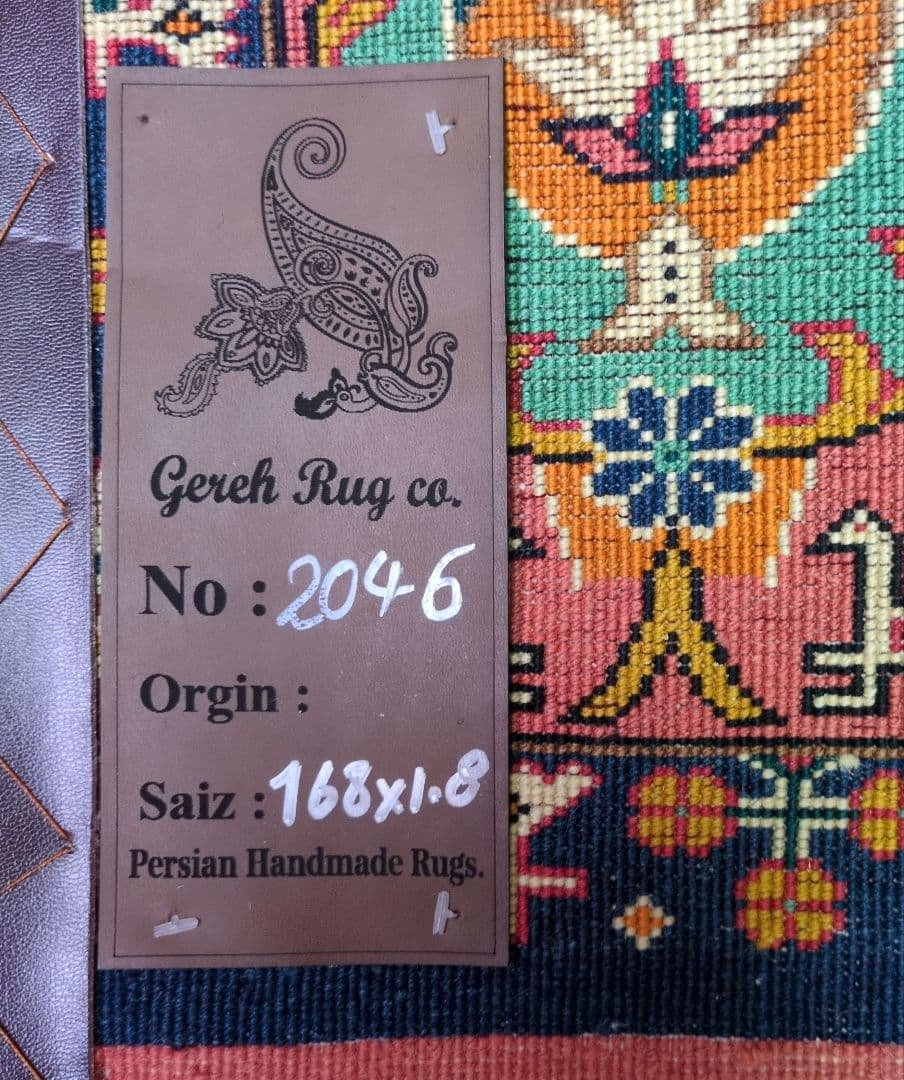 Gereh Rug co.
No : 2046
Orgin :
Saiz : 168x1.8
Persian Handmade Rugs.